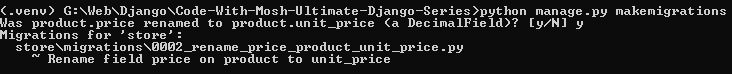 (.venv) G:\Web\Django\Code-With-Mosh-Ultimate-Django-Series>python manage.py makemigrations
Was product.price renamed to product.unit_price (a DecimalField)? [y/N] y
Migrations for 'store':
  store\migrations\0002_rename_price_product_unit_price.py
    ~ Rename field price on product to unit_price